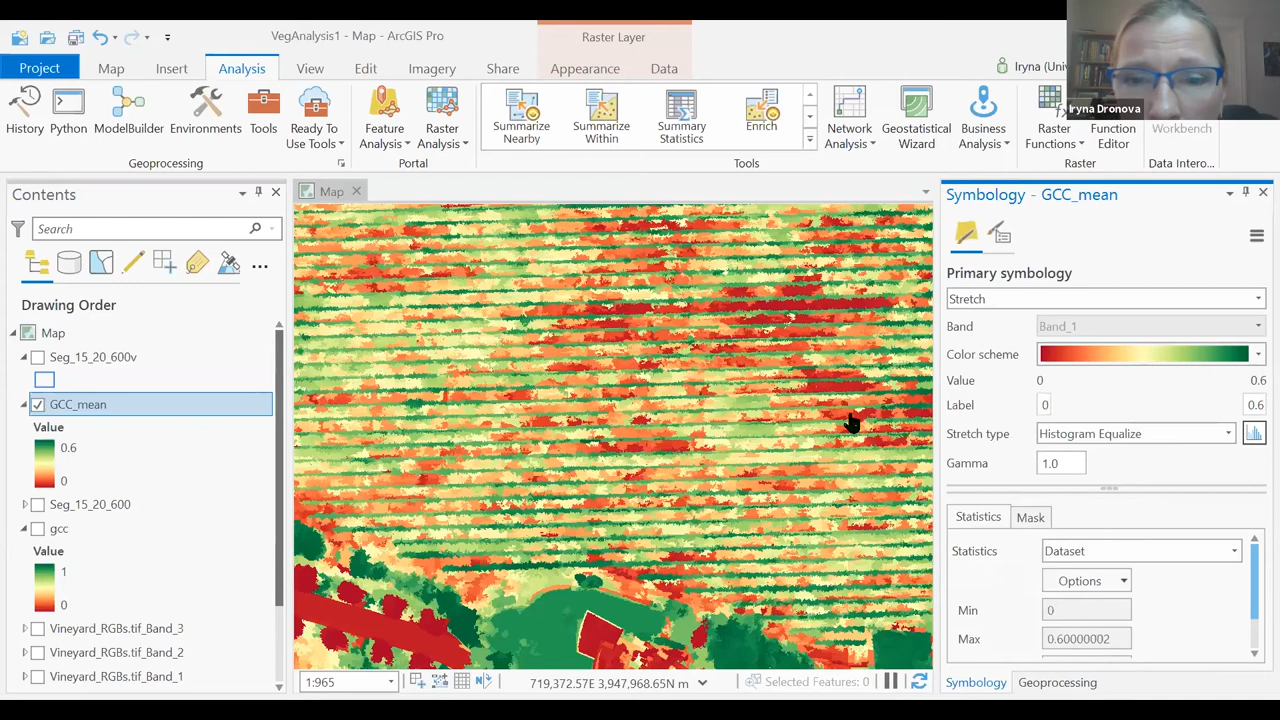 VegAnalysis1 - Map - ArcGIS Pro
Raster Layer
Project Map Insert Analysis View Edit Imagery Share Appearance Data
Iryna (Univ
Iryna Dronova
History Python ModelBuilder Environments Tools Ready To Use Tools
Feature Analysis Raster Analysis
Summarize Nearby Summarize Within Summary Statistics Enrich
Network Analysis Geostatistical Wizard Business Analysis
Raster Functions Function Editor Workbench
Geoprocessing Portal Tools Raster Data Intero...
Contents
Search
Drawing Order
Map
Seg_15_20_600v
GCC_mean
Value
0.6
0
Seg_15_20_600
gcc
Value
1
0
Vineyard_RGBs.tif_Band_3
Vineyard_RGBs.tif_Band_2
Vineyard_RGBs.tif_Band_1
Map
1:965
719,372.57E 3,947,968.65N m
Selected Features: 0
Symbology - GCC_mean
Primary symbology
Stretch
Band Band_1
Color scheme
Value 0 0.6
Label 0 0.6
Stretch type Histogram Equalize
Gamma 1.0
Statistics Mask
Statistics Dataset
Options
Min 0
Max 0.60000002
Symbology Geoprocessing